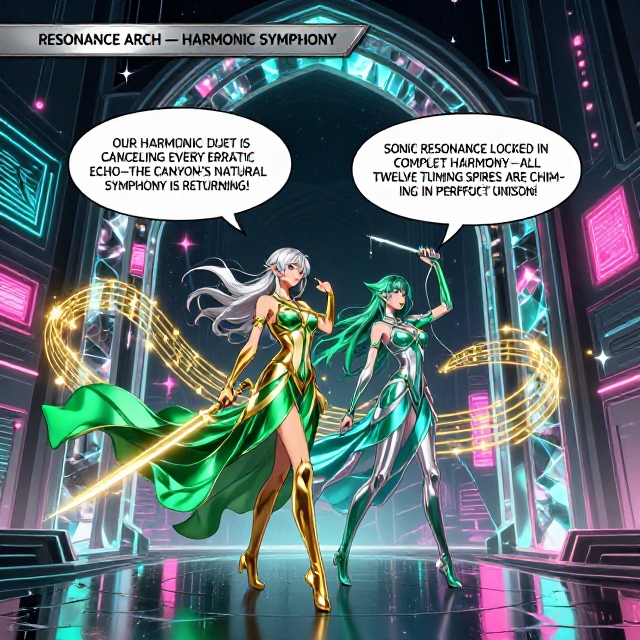 RESONANCE ARCH — HARMONIC SYMPHONY
OUR HARMONIC DUET IS
CANCELING EVERY ERRATIC
ECHO—THE CANYON'S NATURAL
SYMPHONY IS RETURNING!
SONIC RESONANCE LOCKED IN
COMPLET HARMONY—ALL
TWELVE TUMING SPIRES ARE CHIM-
ING IN PERFFUCT UNISON!